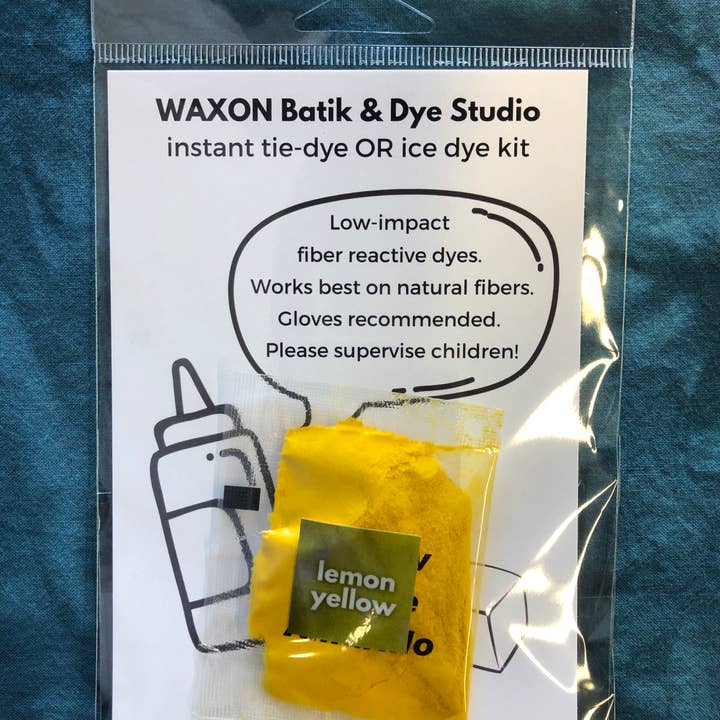 WAXON Batik & Dye Studio
instant tie-dye OR ice dye kit
Low-impact
fiber reactive dyes.
Works best on natural fibers.
Gloves recommended.
Please supervise children!
lemon
yellow